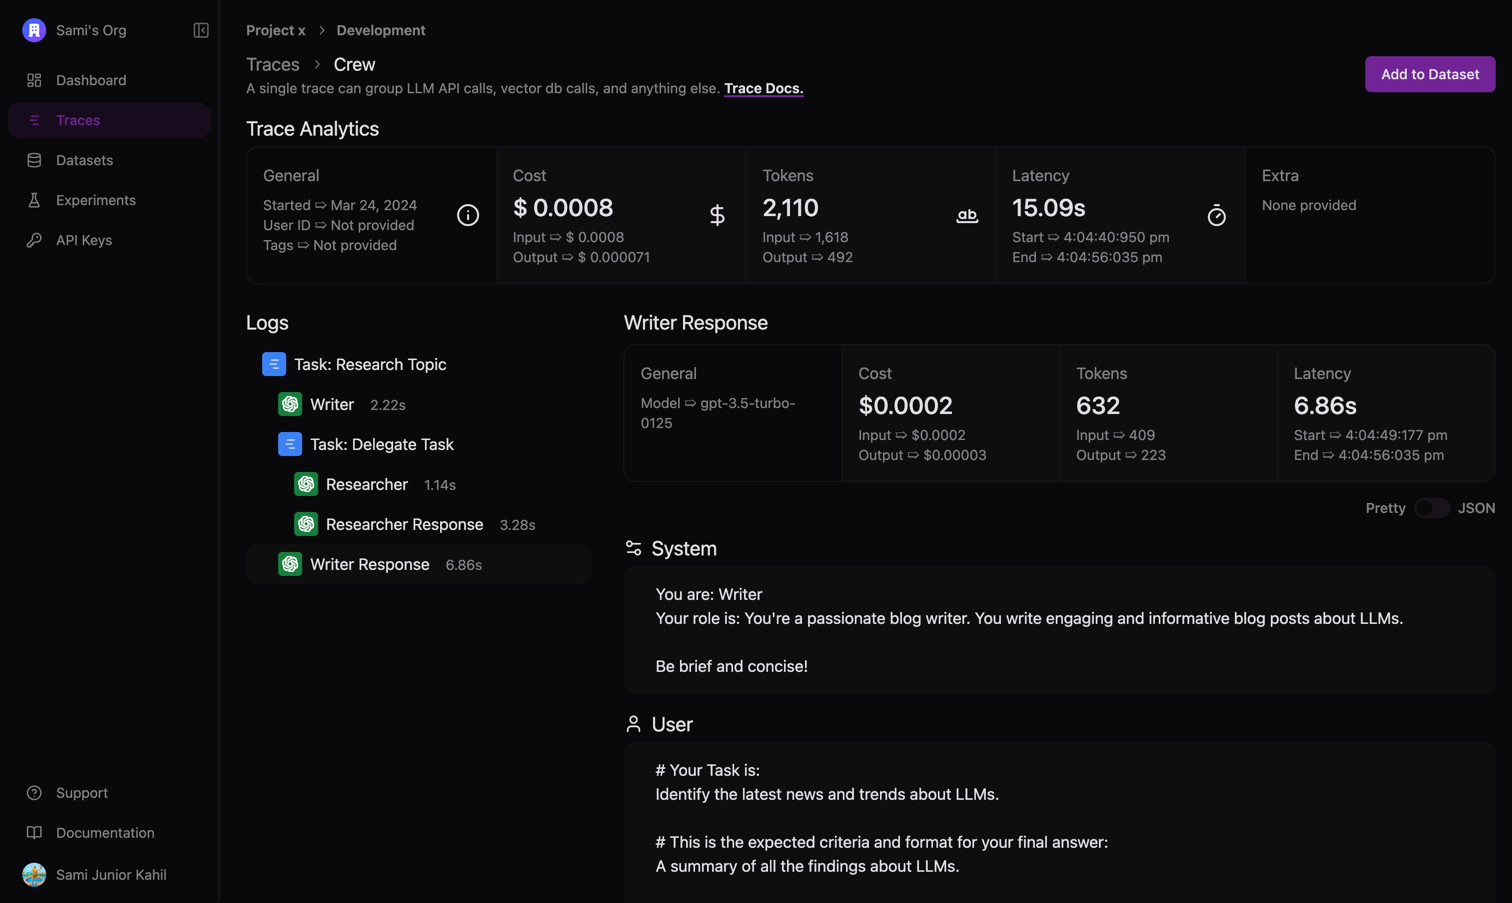 Sami's Org
Dashboard
Traces
Datasets
Experiments
API Keys
Support
Documentation
Sami Junior Kahil
Project x > Development
Traces > Crew
A single trace can group LLM API calls, vector db calls, and anything else. Trace Docs.
Add to Dataset
Trace Analytics
General
Started ⇨ Mar 24, 2024
User ID ⇨ Not provided
Tags ⇨ Not provided
Cost
$ 0.0008
Input ⇨ $ 0.0008
Output ⇨ $ 0.000071
Tokens
2,110
Input ⇨ 1,618
Output ⇨ 492
ab
Latency
15.09s
Start ⇨ 4:04:40:950 pm
End ⇨ 4:04:56:035 pm
Extra
None provided
Logs
Task: Research Topic
Writer 2.22s
Task: Delegate Task
Researcher 1.14s
Researcher Response 3.28s
Writer Response 6.86s
Writer Response
General
Model ⇨ gpt-3.5-turbo-
0125
Cost
$0.0002
Input ⇨ $0.0002
Output ⇨ $0.00003
Tokens
632
Input ⇨ 409
Output ⇨ 223
Latency
6.86s
Start ⇨ 4:04:49:177 pm
End ⇨ 4:04:56:035 pm
Pretty JSON
System
You are: Writer
Your role is: You're a passionate blog writer. You write engaging and informative blog posts about LLMs.
Be brief and concise!
User
# Your Task is:
Identify the latest news and trends about LLMs.
# This is the expected criteria and format for your final answer:
A summary of all the findings about LLMs.